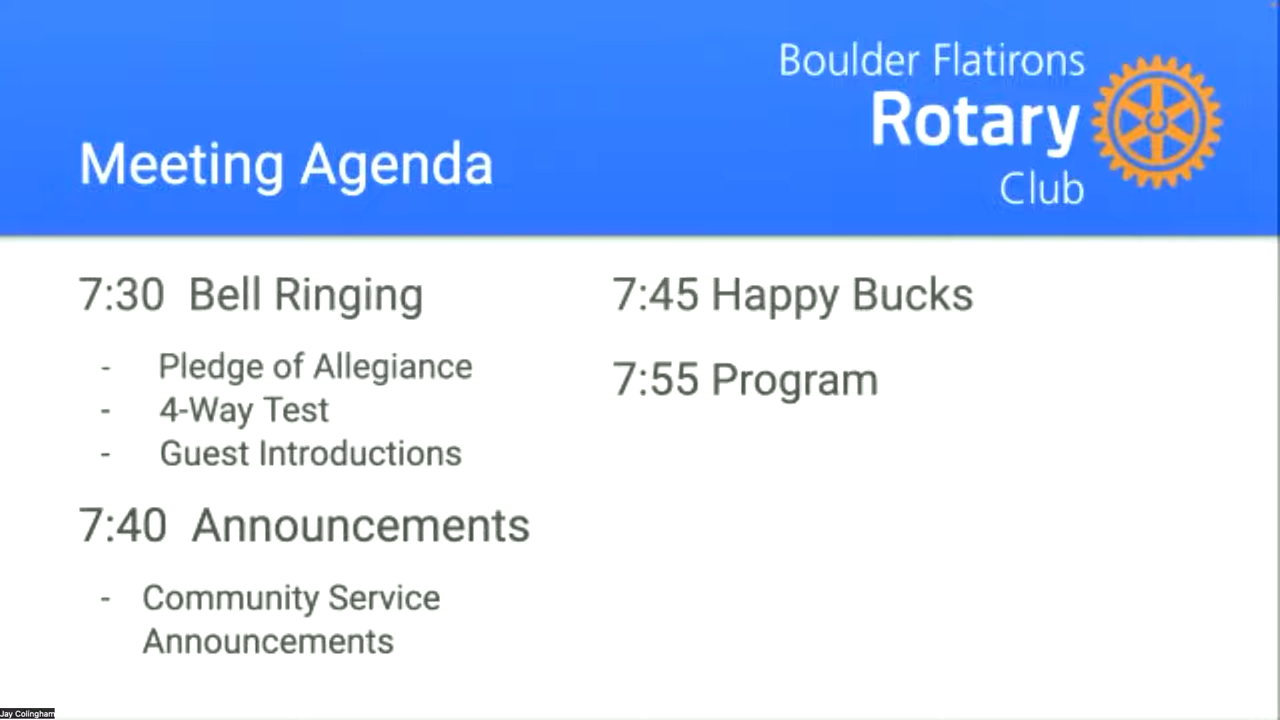 Boulder Flatirons
Rotary
Club
Meeting Agenda
7:30 Bell Ringing
- Pledge of Allegiance
- 4-Way Test
- Guest Introductions
7:40 Announcements
- Community Service
Announcements
7:45 Happy Bucks
7:55 Program
Jay Colingham